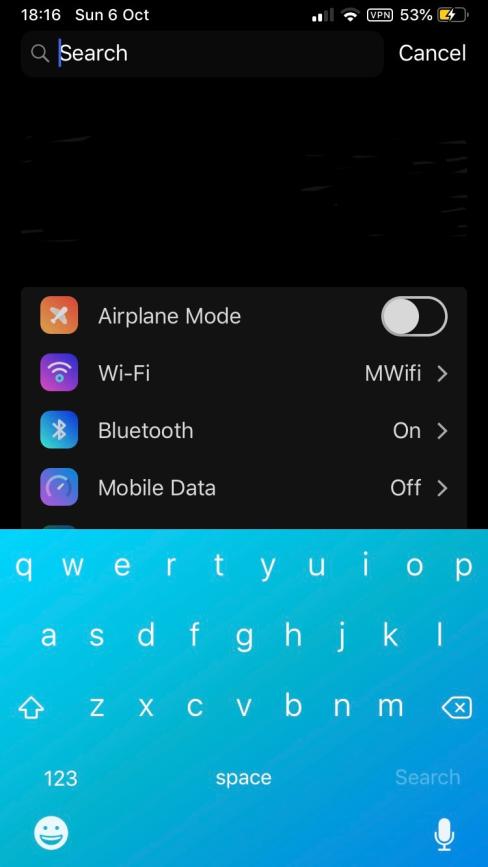 18:16 Sun 6 Oct VPN 53%
Search Cancel
Airplane Mode
Wi-Fi MWifi
Bluetooth On
Mobile Data Off
q w e r t y u i o p
a s d f g h j k l
z x c v b n m
123 space Search